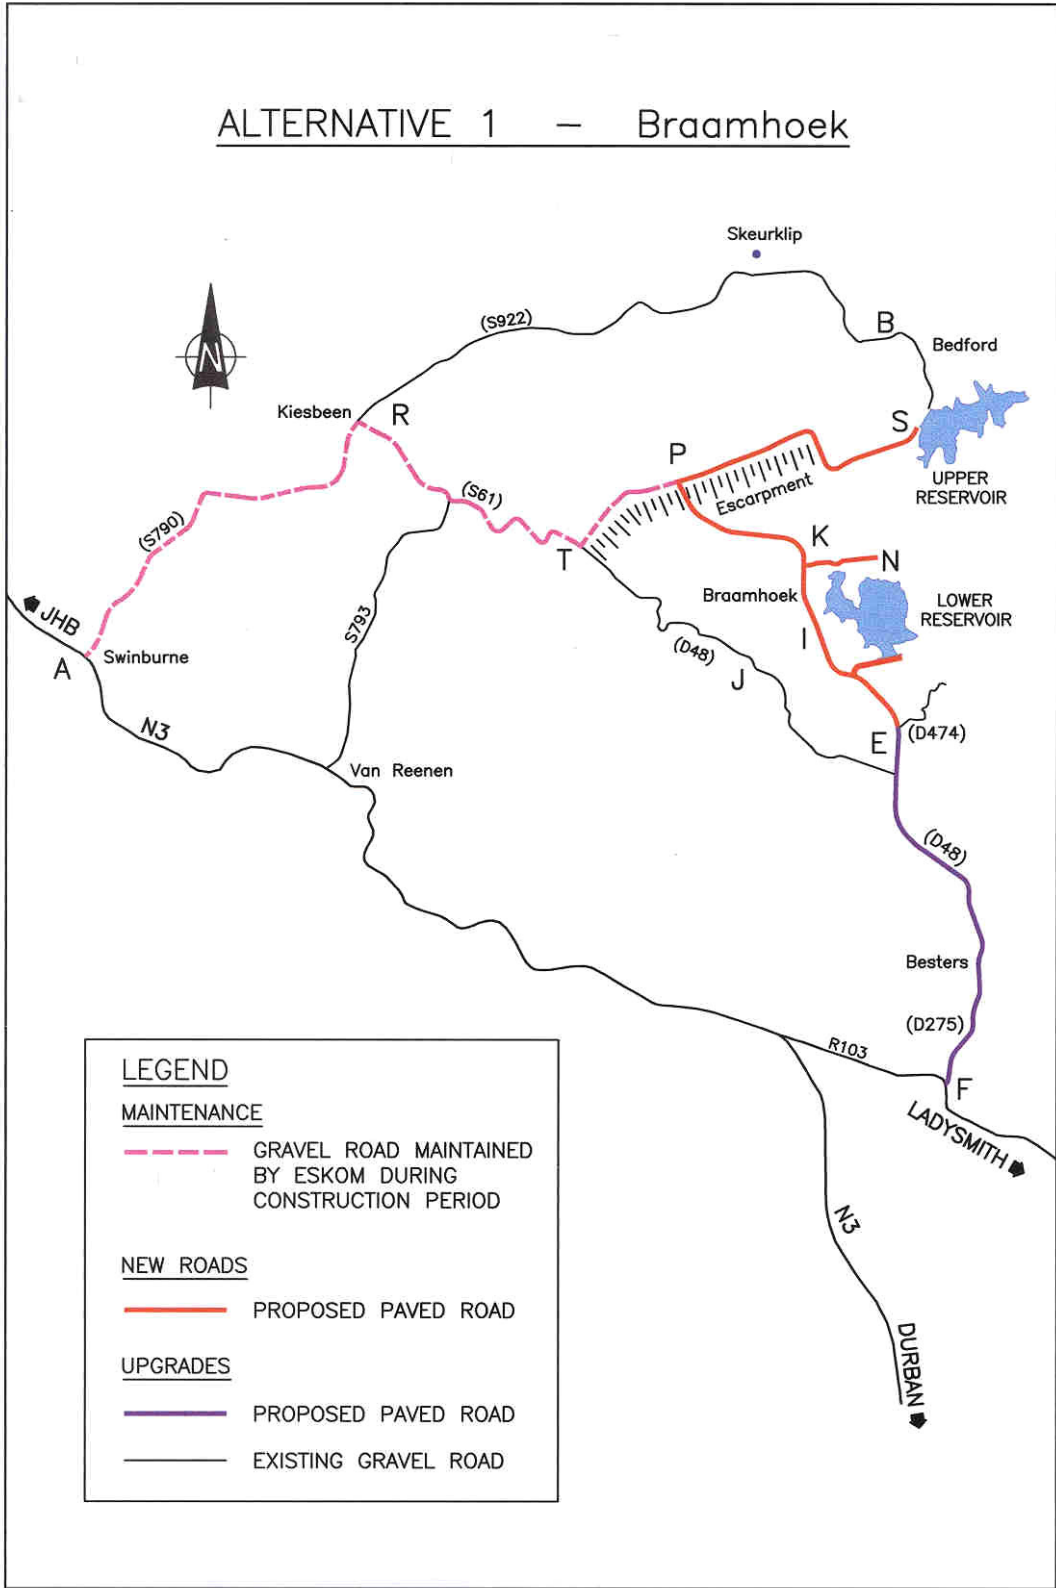 ALTERNATIVE 1 – Braamhoek
Skeurklip
(S922)
B
Bedford
N
Kiesbeen
R
S
P
UPPER
RESERVOIR
(S61)
Escarpment
(S790)
K
N
T
Braamhoek
LOWER
RESERVOIR
JHB
S793
I
A
Swinburne
(D48)
J
N3
E
(D474)
Van Reenen
(D48)
Besters
(D275)
R103
F
LADYSMITH
N3
DURBAN
LEGEND
MAINTENANCE
GRAVEL ROAD MAINTAINED
BY ESKOM DURING
CONSTRUCTION PERIOD
NEW ROADS
PROPOSED PAVED ROAD
UPGRADES
PROPOSED PAVED ROAD
EXISTING GRAVEL ROAD